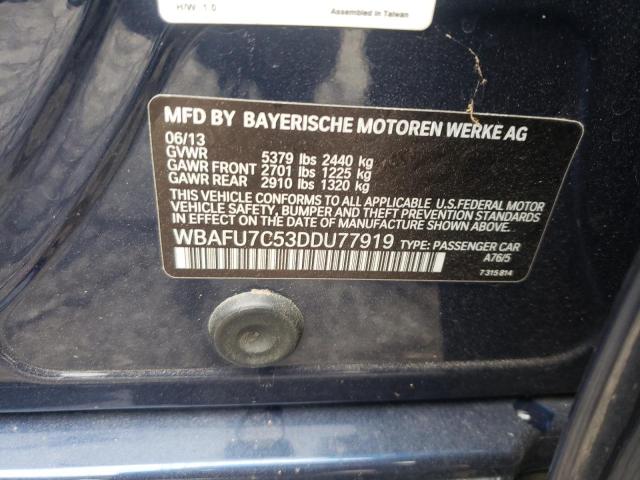 H/W 1.0
Assembled in Taiwan
MFD BY BAYERISCHE MOTOREN WERKE AG
06/13
GVWR 5379 lbs 2440 kg
GAWR FRONT 2701 lbs 1225 kg
GAWR REAR 2910 lbs 1320 kg
THIS VEHICLE CONFORMS TO ALL APPLICABLE U.S.FEDERAL MOTOR
VEHICLE SAFETY, BUMPER, AND THEFT PREVENTION STANDARDS
IN EFFECT ON THE DATE OF MANUFACTURE SHOWN ABOVE.
WBAFU7C53DDU77919 TYPE: PASSENGER CAR
A76/5
7 315 814